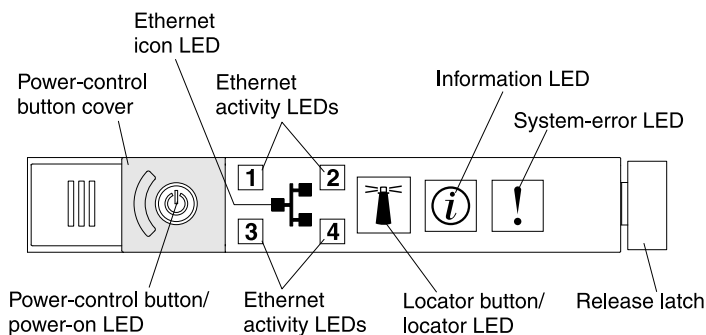 Ethernet
icon LED
Power-control
button cover
Ethernet
activity LEDs
Information LED
System-error LED
1
2
i
!
3
4
Power-control button/
power-on LED
Ethernet
activity LEDs
Locator button/
locator LED
Release latch